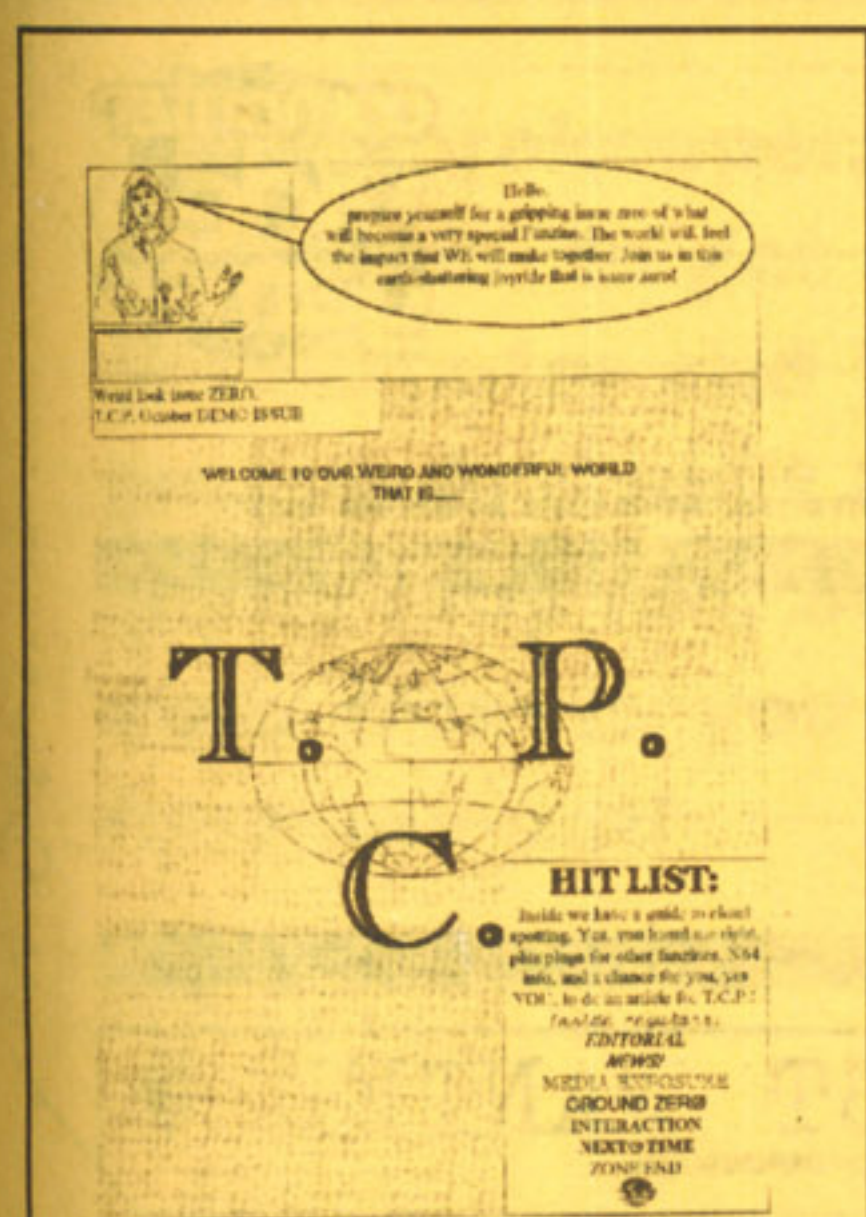 Hello,
prepare yourself for a gripping issue zero of what
will become a very special Fanzine. The world will feel
the impact that WE will make together. Join us in this
earth-shattering joyride that is issue zero!
Weird look issue ZERO.
T.C.P. October DEMO ISSUE
WELCOME TO OUR WEIRD AND WONDERFUL WORLD
THAT IS......
T. P.
C.
HIT LIST:
Inside we have a guide to cloud
spotting. Yes, you heard me right,
plus plugs for other fanzines, N64
info, and a chance for you, yes
YOU, to do an article for T.C.P.!
Inside regulars:
EDITORIAL
NEWS!
MEDIA EXPOSURE
GROUND ZERØ
INTERACTION
NEXT TIME
ZONE END